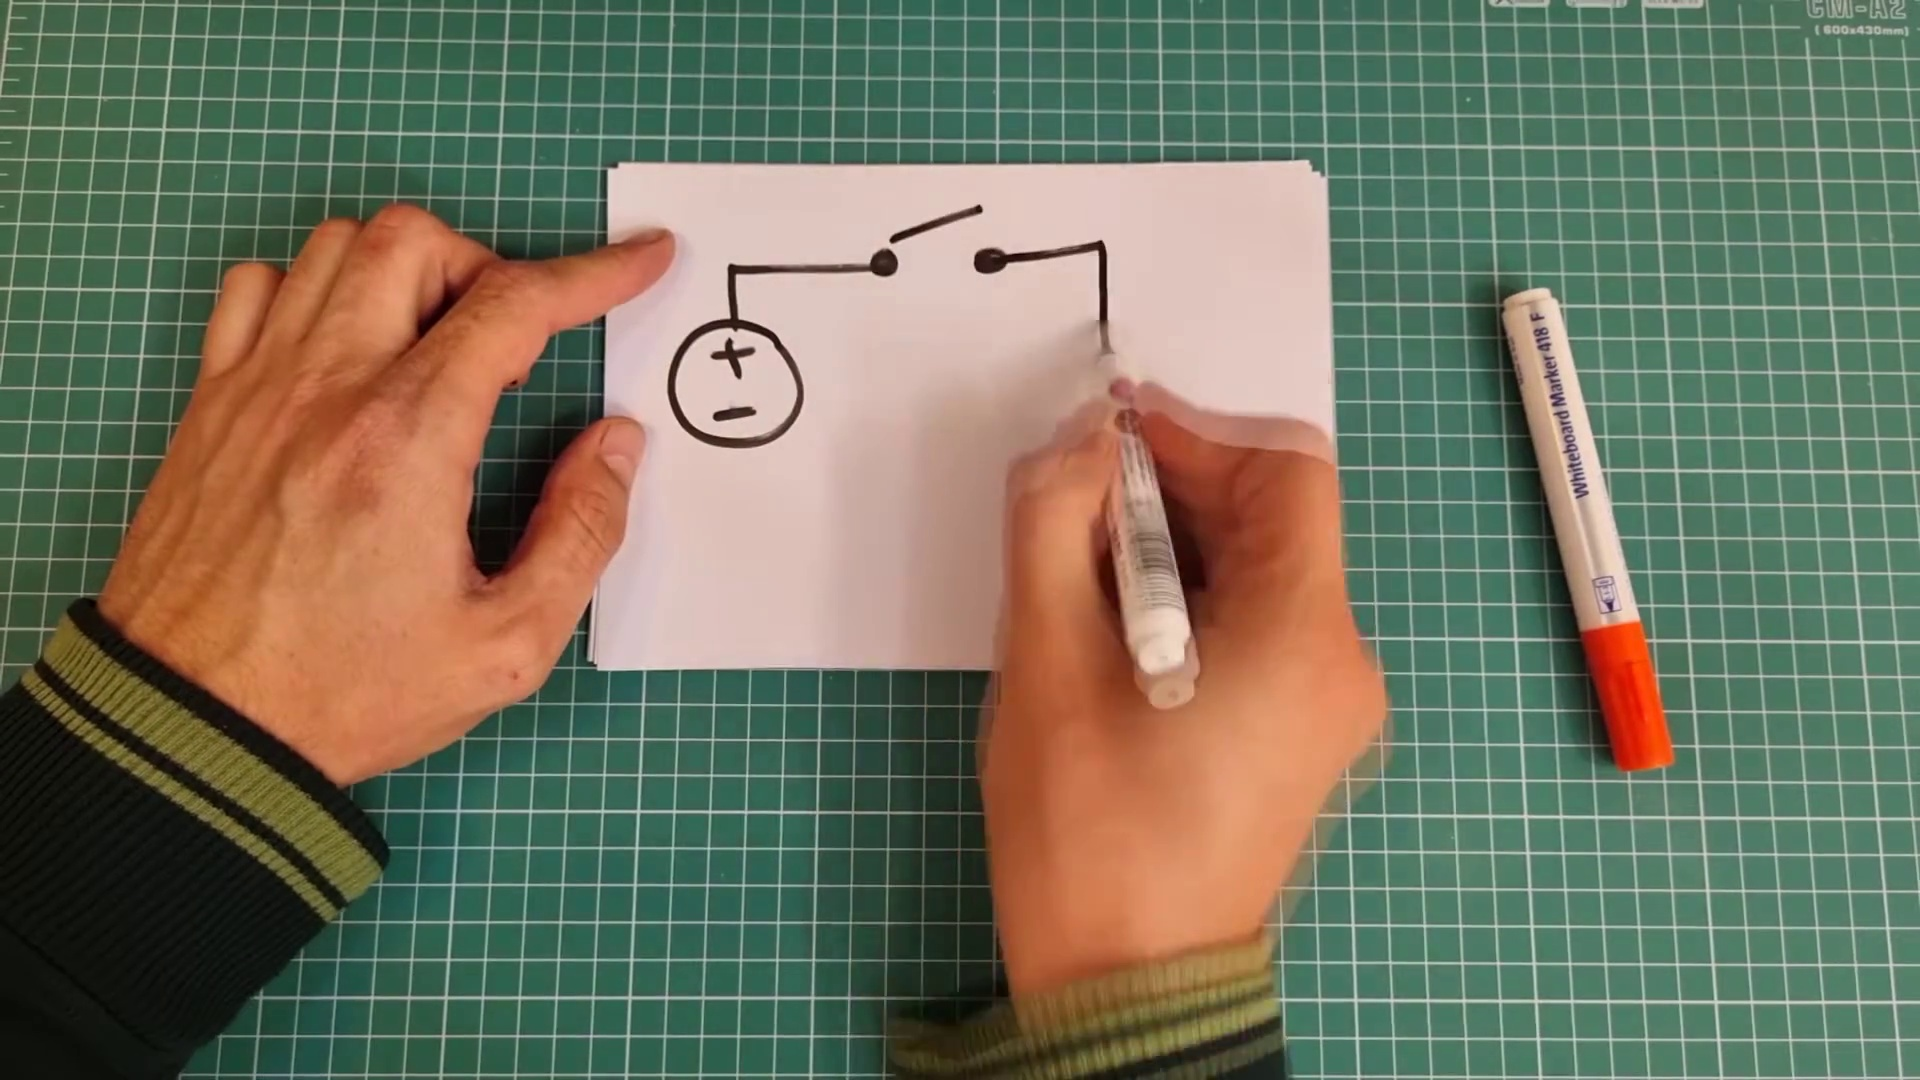 CM-A2
(600x430mm)
+
−
Whiteboard Marker 418 F